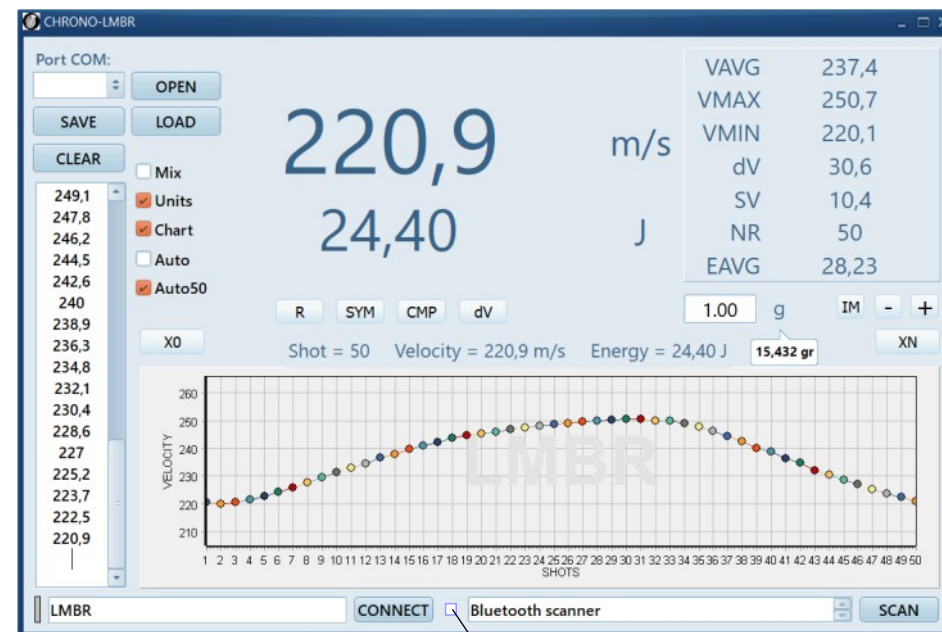 CHRONO-LMBR
Port COM:
OPEN
SAVE
LOAD
CLEAR
Mix
Units
Chart
Auto
Auto50
249,1
247,8
246,2
244,5
242,6
240
238,9
236,3
234,8
232,1
230,4
228,6
227
225,2
223,7
222,5
220,9
220,9 m/s
24,40 J
VAVG 237,4
VMAX 250,7
VMIN 220,1
dV 30,6
SV 10,4
NR 50
EAVG 28,23
R SYM CMP dV
1.00 g
IM - +
15,432 gr
X0
XN
Shot = 50 Velocity = 220,9 m/s Energy = 24,40 J
LMBR
VELOCITY
260
250
240
230
220
210
1 2 3 4 5 6 7 8 9 10 11 12 13 14 15 16 17 18 19 20 21 22 23 24 25 26 27 28 29 30 31 32 33 34 35 36 37 38 39 40 41 42 43 44 45 46 47 48 49 50
SHOTS
LMBR
CONNECT
Bluetooth scanner
SCAN